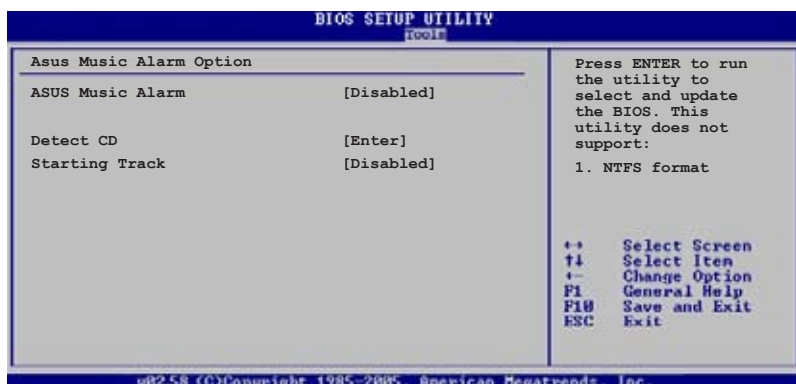 BIOS SETUP UTILITY
Tools
Asus Music Alarm Option
ASUS Music Alarm [Disabled]
Detect CD [Enter]
Starting Track [Disabled]
Press ENTER to run
the utility to
select and update
the BIOS. This
utility does not
support:
1. NTFS format
←→ Select Screen
↑↓ Select Item
←- Change Option
F1 General Help
F10 Save and Exit
ESC Exit
v02.58 (C)Copyright 1985-2005, American Megatrends, Inc.